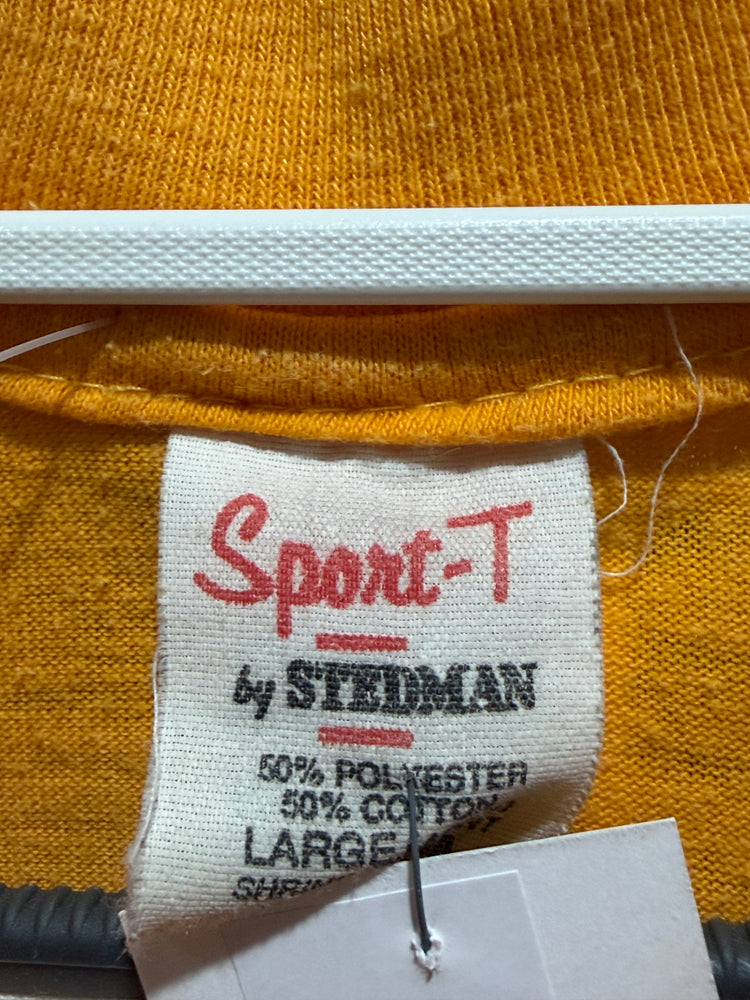 Sport-T
by STEDMAN
50% POLYESTER
50% COTTON
LARGE